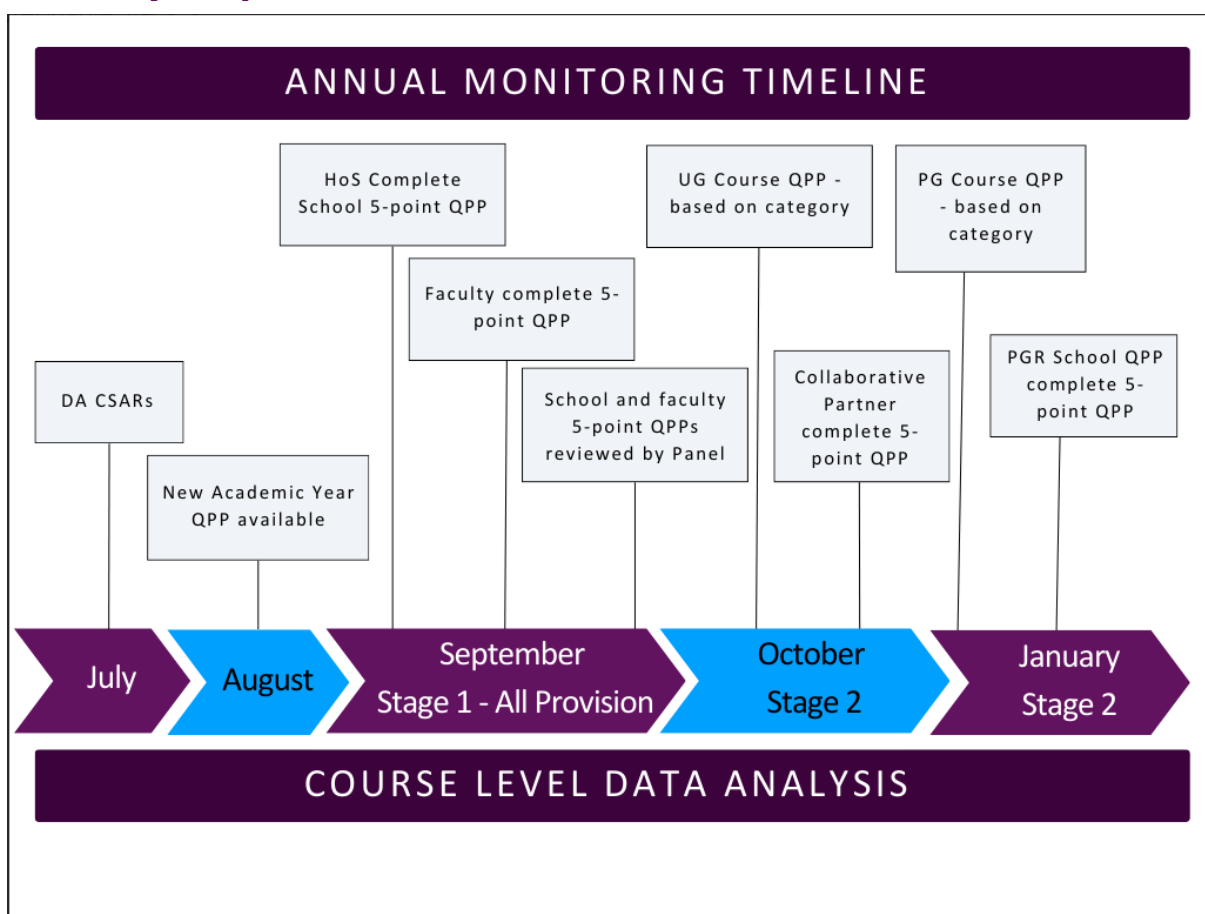 ANNUAL MONITORING TIMELINE
HoS Complete
School 5-point QPP
UG Course QPP -
based on category
PG Course QPP
- based on
category
Faculty complete 5-
point QPP
DA CSARs
School and faculty
5-point QPPs
reviewed by Panel
Collaborative
Partner
complete 5-
point QPP
PGR School QPP
complete 5-
point QPP
New Academic Year
QPP available
July
August
September
Stage 1 - All Provision
October
Stage 2
January
Stage 2
COURSE LEVEL DATA ANALYSIS